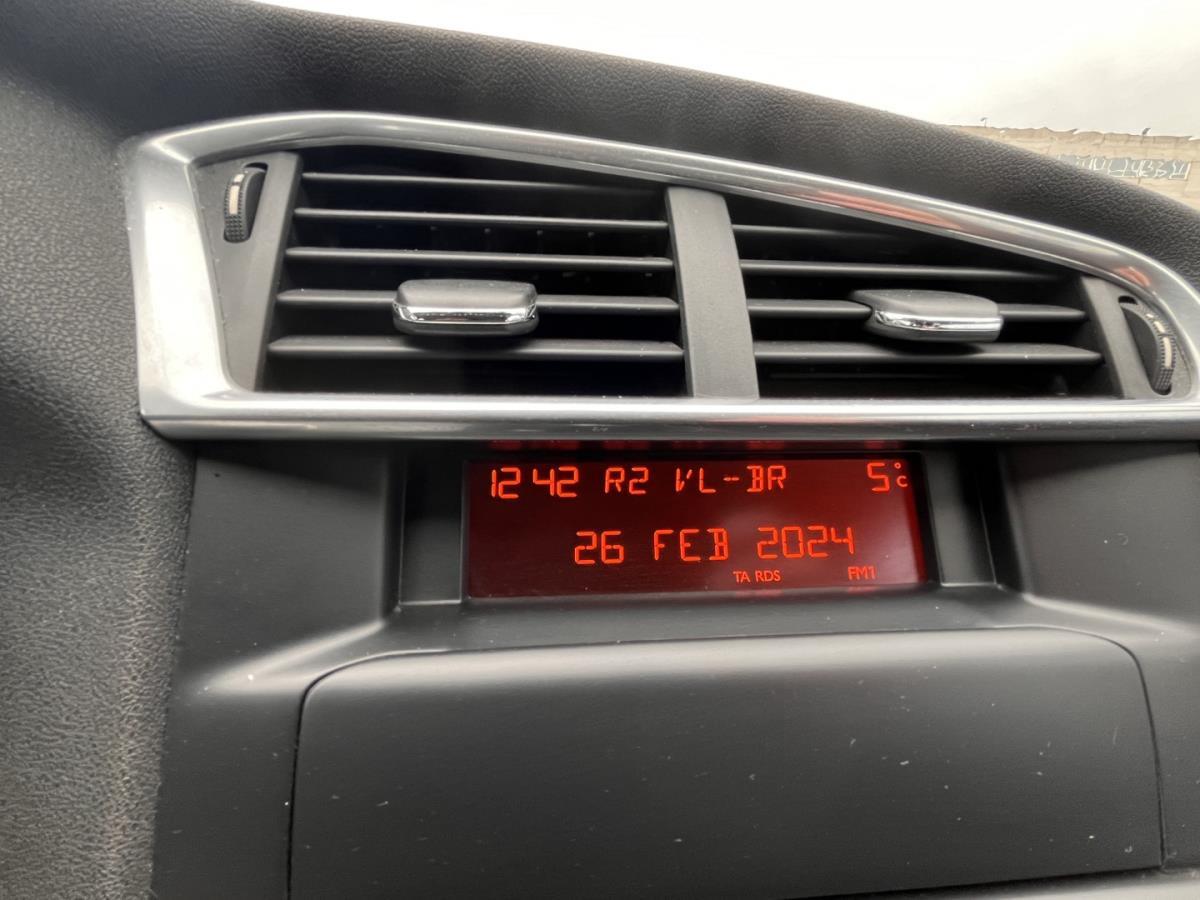 12 42 R2 VL-BR 5°C
26 FEB 2024
TA RDS FM1